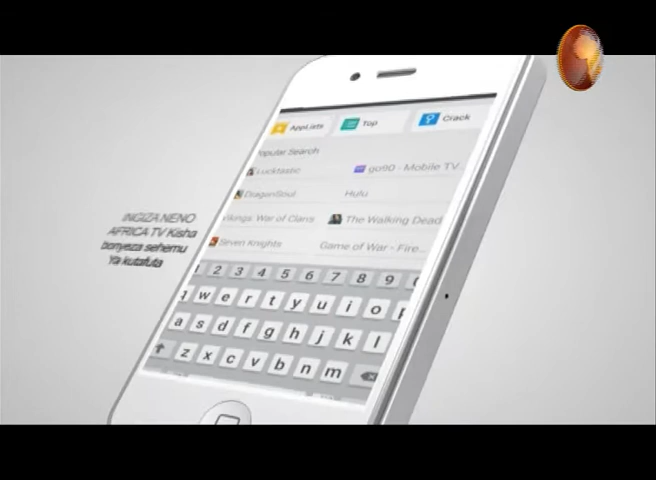 AppLists Top Crack
Popular Search
Lucktastic go90 - Mobile TV..
DragonSoul Hulu
Vikings: War of Clans The Walking Dead
Seven Knights Game of War - Fire...
INGIZA NENO
AFRICA TV Kisha
bonyeza sehemu
Ya kutafuta
1 2 3 4 5 6 7 8 9 0
q w e r t y u i o p
a s d f g h j k l
z x c v b n m